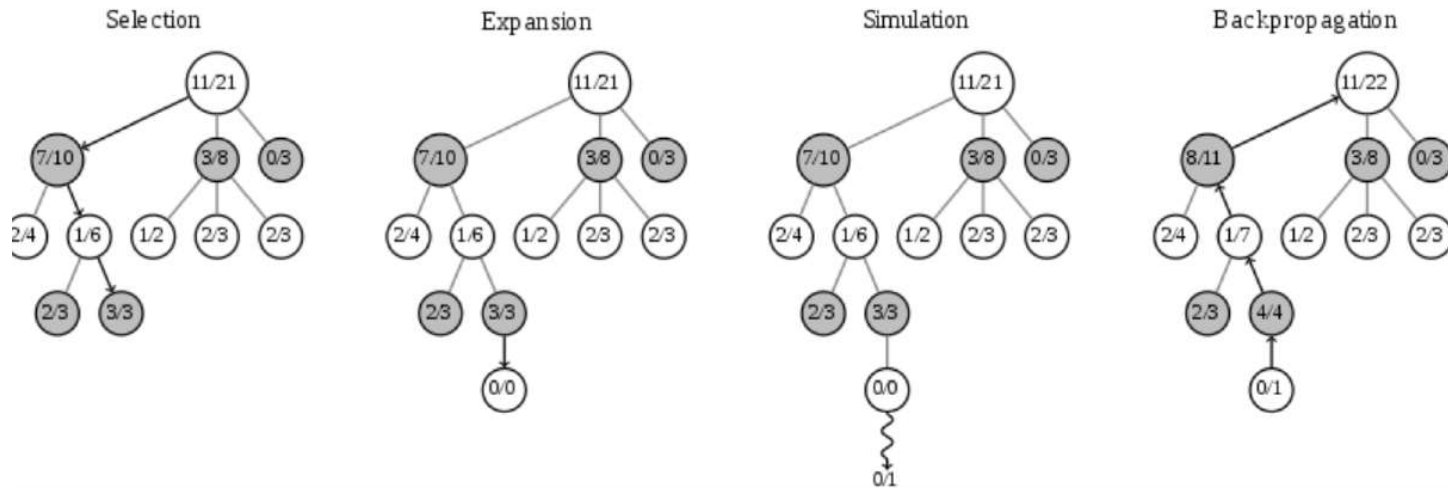 Selection
11/21
7/10 3/8 0/3
2/4 1/6 1/2 2/3 2/3
2/3 3/3
Expansion
11/21
7/10 3/8 0/3
2/4 1/6 1/2 2/3 2/3
2/3 3/3
0/0
Simulation
11/21
7/10 3/8 0/3
2/4 1/6 1/2 2/3 2/3
2/3 3/3
0/0
0/1
Backpropagation
11/22
8/11 3/8 0/3
2/4 1/7 1/2 2/3 2/3
2/3 4/4
0/1